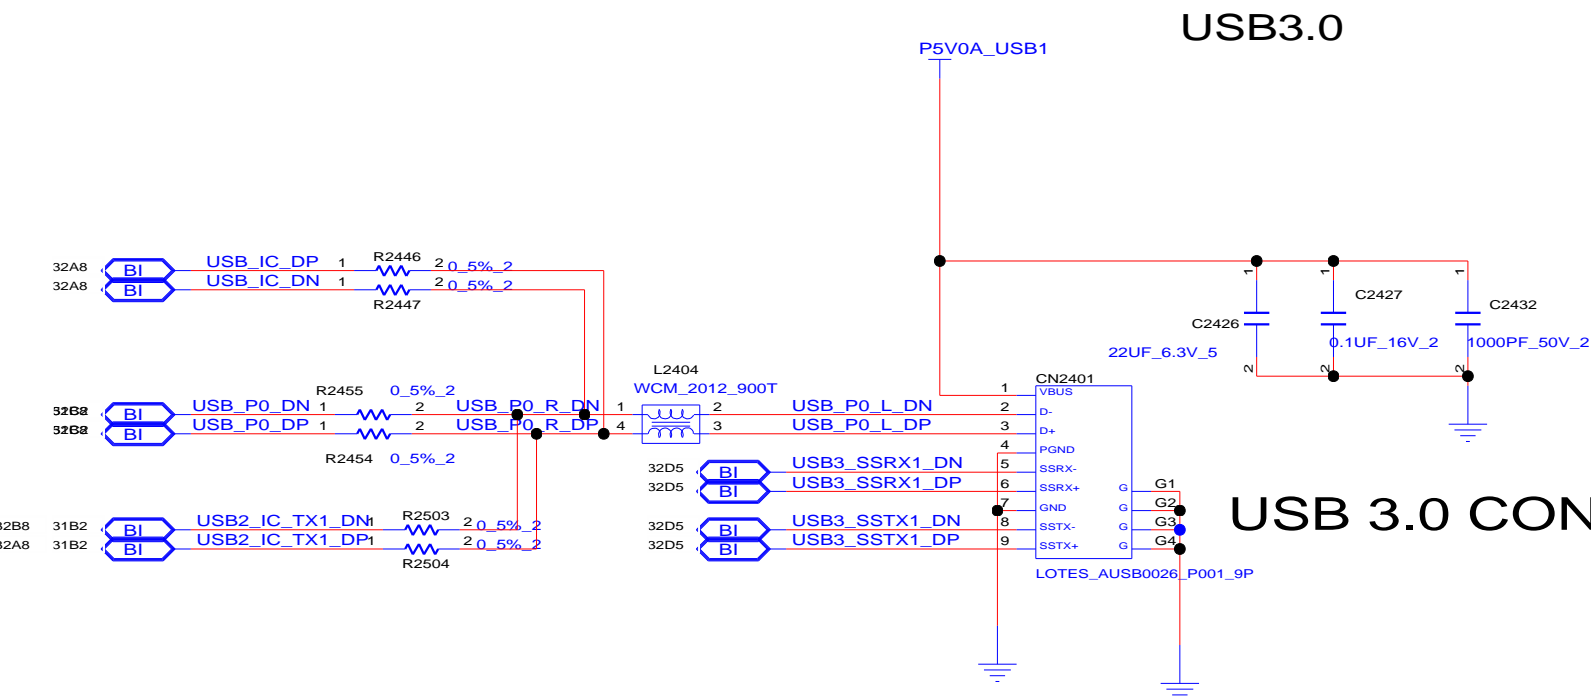 USB3.0
P5V0A_USB1
32A8 BI USB_IC_DP 1 R2446 2 0_5%_2
32A8 BI USB_IC_DN 1 R2447 2 0_5%_2
1 1 1
C2426 C2427 C2432
22UF_6.3V_5 0.1UF_16V_2 1000PF_50V_2
2 2 2
L2404
WCM_2012_900T
R2455 0_5%_2
BI USB_P0_DN 1 2 USB_P0_R_DN 1 2 USB_P0_L_DN
BI USB_P0_DP 1 2 USB_P0_R_DP 4 3 USB_P0_L_DP
R2454 0_5%_2
CN2401
1 VBUS
2 D-
3 D+
4 PGND
32D5 BI USB3_SSRX1_DN 5 SSRX-
32D5 BI USB3_SSRX1_DP 6 SSRX+ G G1
7 GND G G2
32B8 31B2 BI USB2_IC_TX1_DN 1 R2503 2 0_5%_2
32D5 BI USB3_SSTX1_DN 8 SSTX- G G3
32A8 31B2 BI USB2_IC_TX1_DP 1 R2504 2 0_5%_2
32D5 BI USB3_SSTX1_DP 9 SSTX+ G G4
LOTES_AUSB0026_P001_9P
USB 3.0 CON